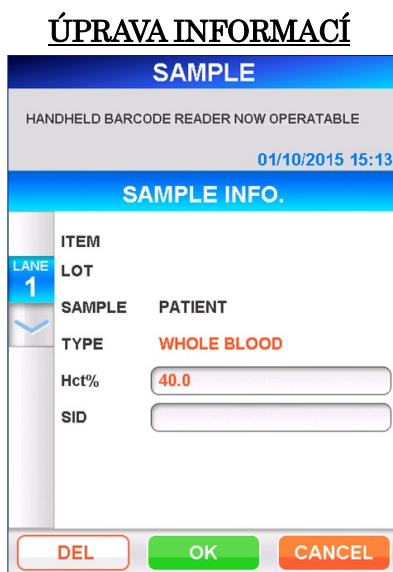 ÚPRAVA INFORMACÍ
SAMPLE
HANDHELD BARCODE READER NOW OPERATABLE
01/10/2015 15:13
SAMPLE INFO.
ITEM
LANE
1
LOT
SAMPLE PATIENT
TYPE WHOLE BLOOD
Hct% 40.0
SID
DEL OK CANCEL